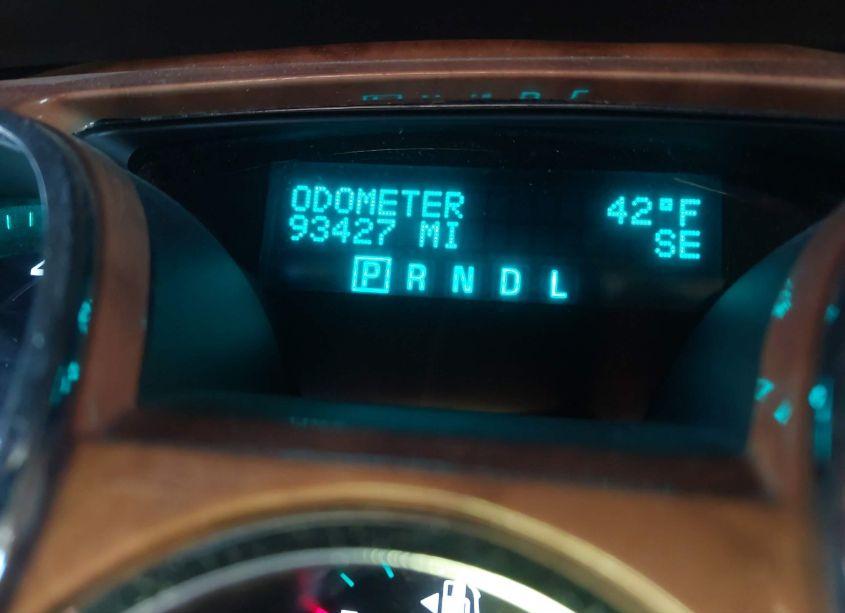 ODOMETER 42°F
93427 MI SE
P R N D L